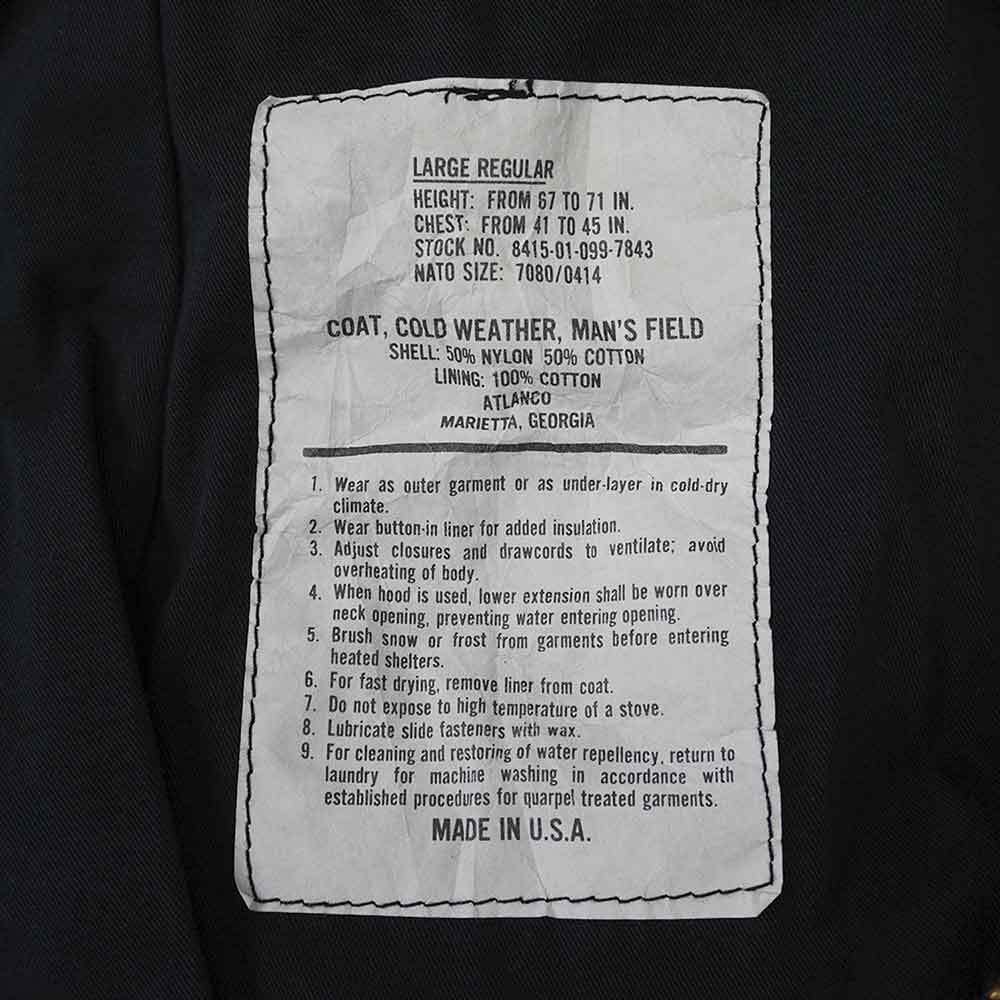 LARGE REGULAR
HEIGHT: FROM 67 TO 71 IN.
CHEST: FROM 41 TO 45 IN.
STOCK NO. 8415-01-099-7843
NATO SIZE: 7080/0414
COAT, COLD WEATHER, MAN'S FIELD
SHELL: 50% NYLON 50% COTTON
LINING: 100% COTTON
ATLANCO
MARIETTA, GEORGIA
1. Wear as outer garment or as under-layer in cold-dry
climate.
2. Wear button-in liner for added insulation.
3. Adjust closures and drawcords to ventilate; avoid
overheating of body.
4. When hood is used, lower extension shall be worn over
neck opening, preventing water entering opening.
5. Brush snow or frost from garments before entering
heated shelters.
6. For fast drying, remove liner from coat.
7. Do not expose to high temperature of a stove.
8. Lubricate slide fasteners with wax.
9. For cleaning and restoring of water repellency, return to
laundry for machine washing in accordance with
established procedures for quarpel treated garments.
MADE IN U.S.A.